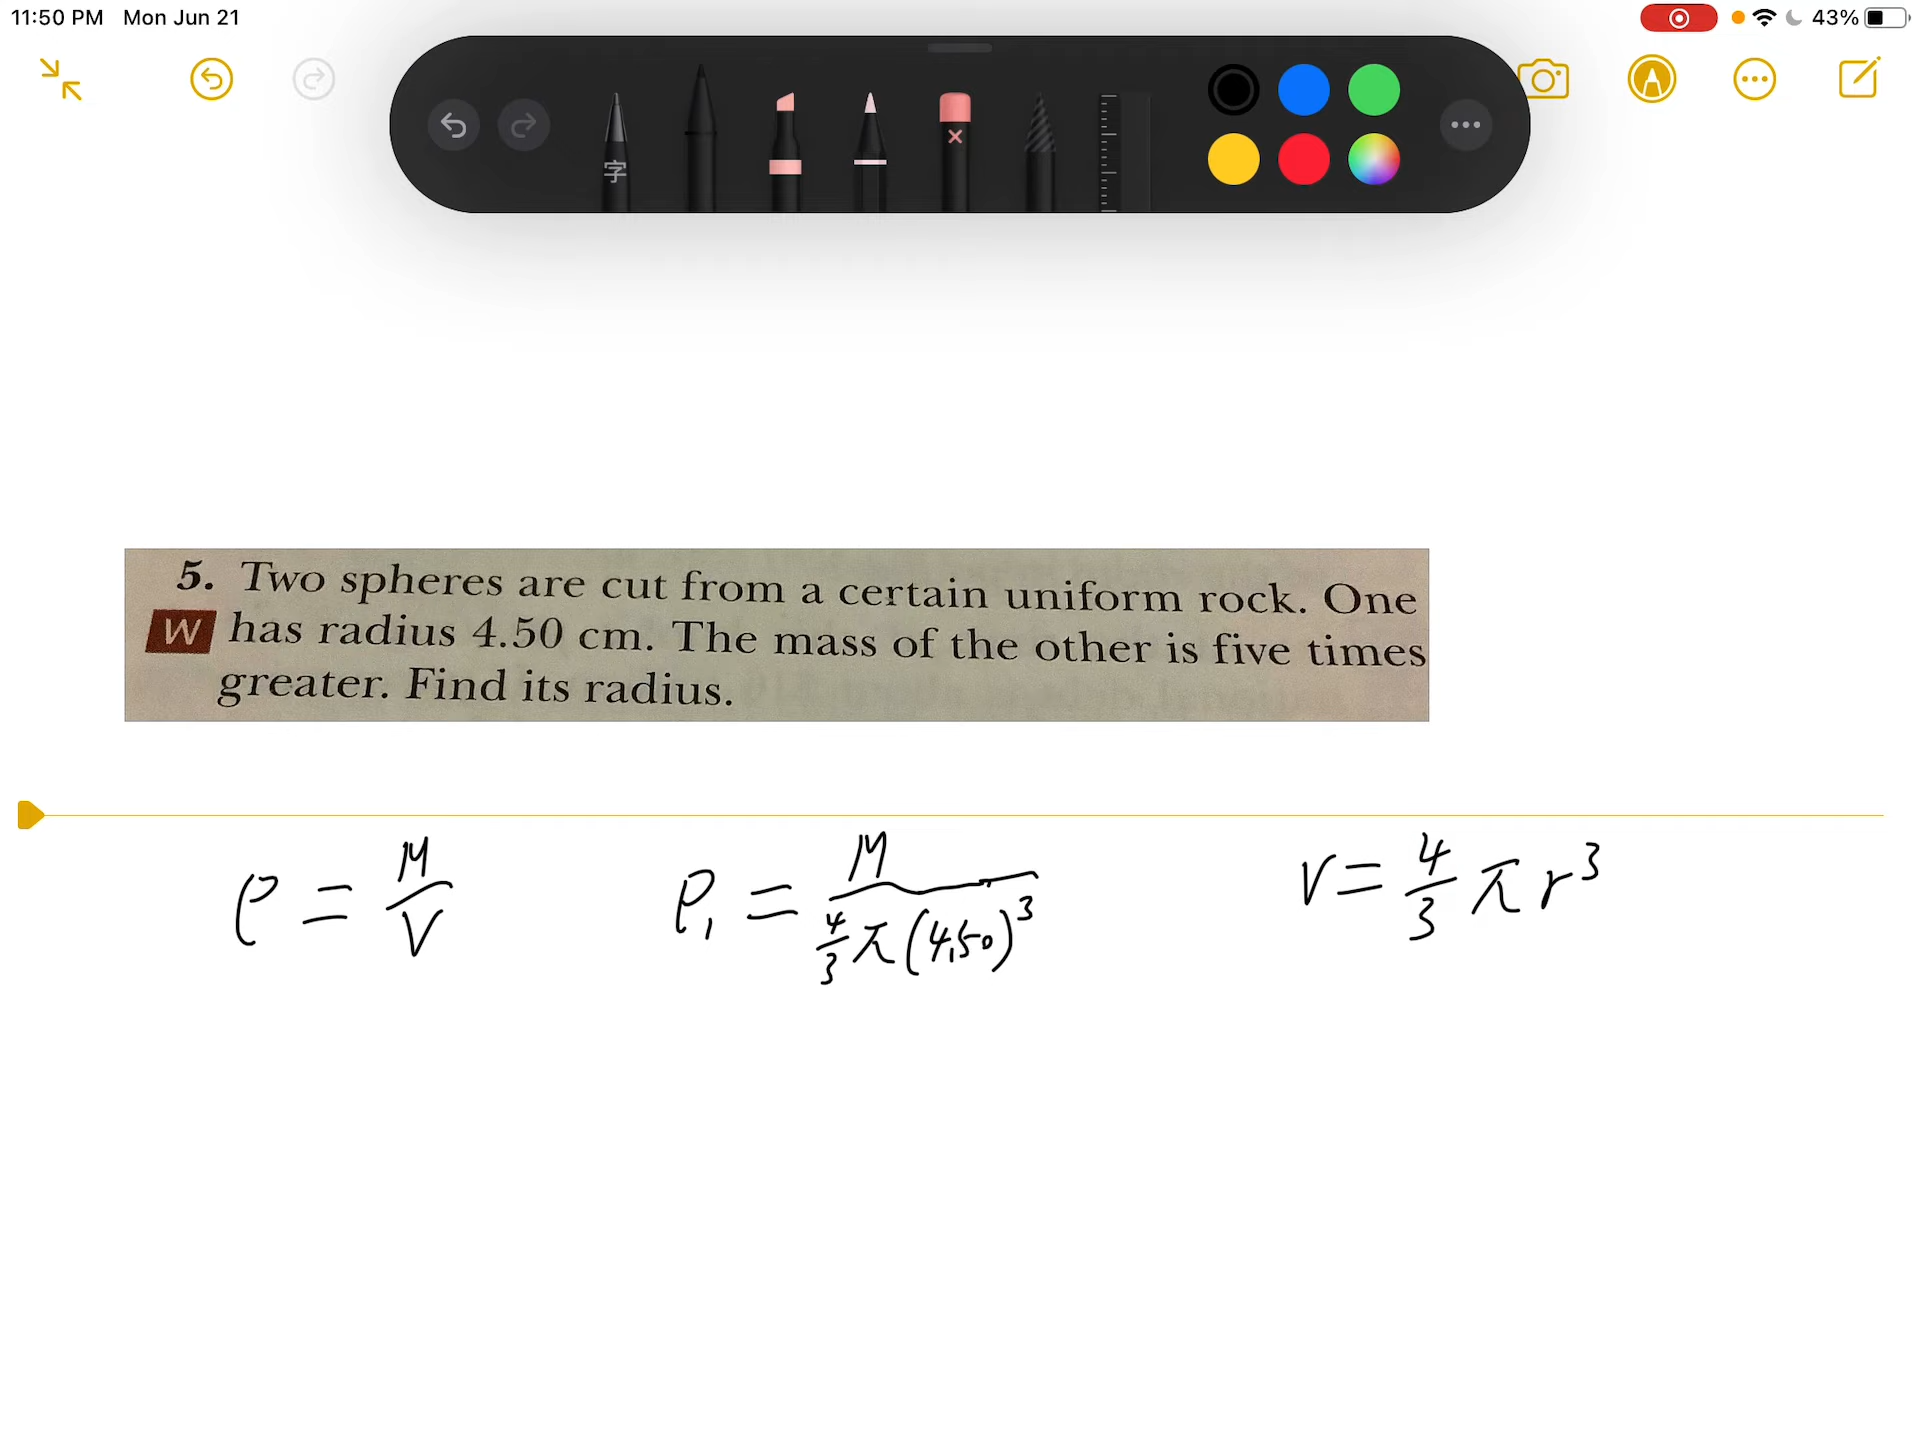 11:50 PM Mon Jun 21
43%
字
5. Two spheres are cut from a certain uniform rock. One
W has radius 4.50 cm. The mass of the other is five times
greater. Find its radius.
ρ = M/V
ρ₁ = M/(4/3 π (4.50)³)
V = 4/3 π r³